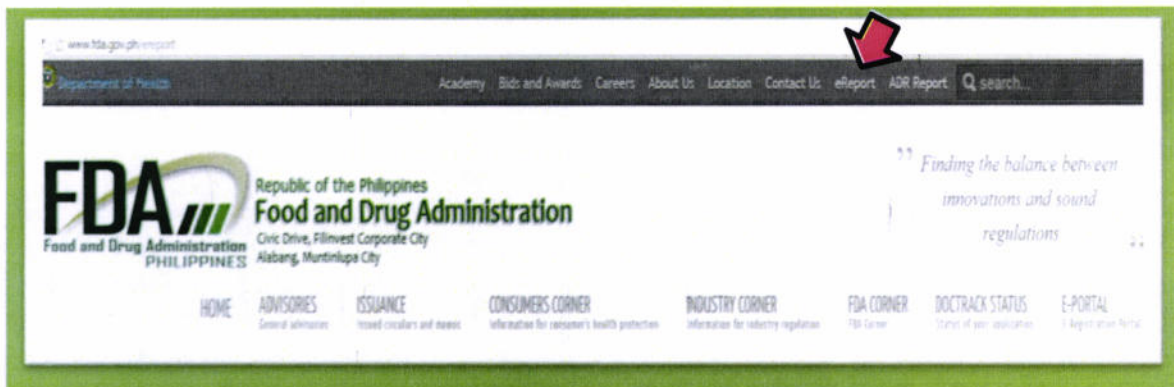 www.fda.gov.ph/ereport
Department of Health
Academy Bids and Awards Careers About Us Location Contact Us eReport ADR Report search...
FDA
Food and Drug Administration
PHILIPPINES
Republic of the Philippines
Food and Drug Administration
Civic Drive, Filinvest Corporate City
Alabang, Muntinlupa City
" Finding the balance between
innovations and sound
regulations "
HOME ADVISORIES ISSUANCE CONSUMERS CORNER INDUSTRY CORNER FDA CORNER DOCTRACK STATUS E-PORTAL
General advisories Issued circulars and memos Information for consumer's health protection Information for industry regulation FDA Corner Status of your application E-Registration Portal